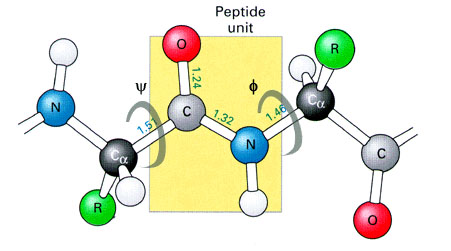 Peptide
unit
O
R
ψ
1.24
ϕ
Cα
N
C
1.32
1.46
1.51
N
Cα
C
R
O